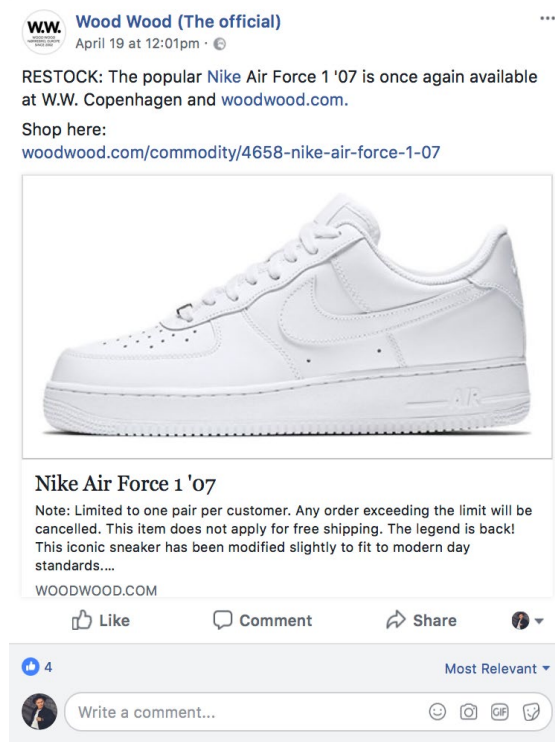 W.W.
Wood Wood (The official)
April 19 at 12:01pm ·
RESTOCK: The popular Nike Air Force 1 '07 is once again available
at W.W. Copenhagen and woodwood.com.
Shop here:
woodwood.com/commodity/4658-nike-air-force-1-07
AIR
Nike Air Force 1 '07
Note: Limited to one pair per customer. Any order exceeding the limit will be
cancelled. This item does not apply for free shipping. The legend is back!
This iconic sneaker has been modified slightly to fit to modern day
standards....
WOODWOOD.COM
Like Comment Share
4 Most Relevant
Write a comment... GIF